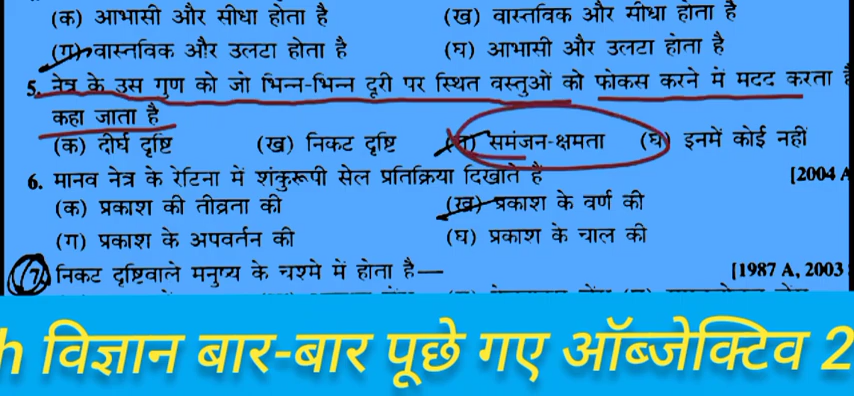 (क) आभासी और सीधा होता है (ख) वास्तविक और सीधा होता है
(ग) वास्तविक और उलटा होता है (घ) आभासी और उलटा होता है
5. नेत्र के उस गुण को जो भिन्न-भिन्न दूरी पर स्थित वस्तुओं को फोकस करने में मदद करता है
कहा जाता है
(क) दीर्घ दृष्टि (ख) निकट दृष्टि (ग) समंजन-क्षमता (घ) इनमें कोई नहीं
6. मानव नेत्र के रेटिना में शंकुरूपी सेल प्रतिक्रिया दिखाते हैं [2004 A
(क) प्रकाश की तीव्रता की (ख) प्रकाश के वर्ण की
(ग) प्रकाश के अपवर्तन की (घ) प्रकाश के चाल की
7. निकट दृष्टिवाले मनुष्य के चश्मे में होता है— [1987 A, 2003
h विज्ञान बार-बार पूछे गए ऑब्जेक्टिव 2